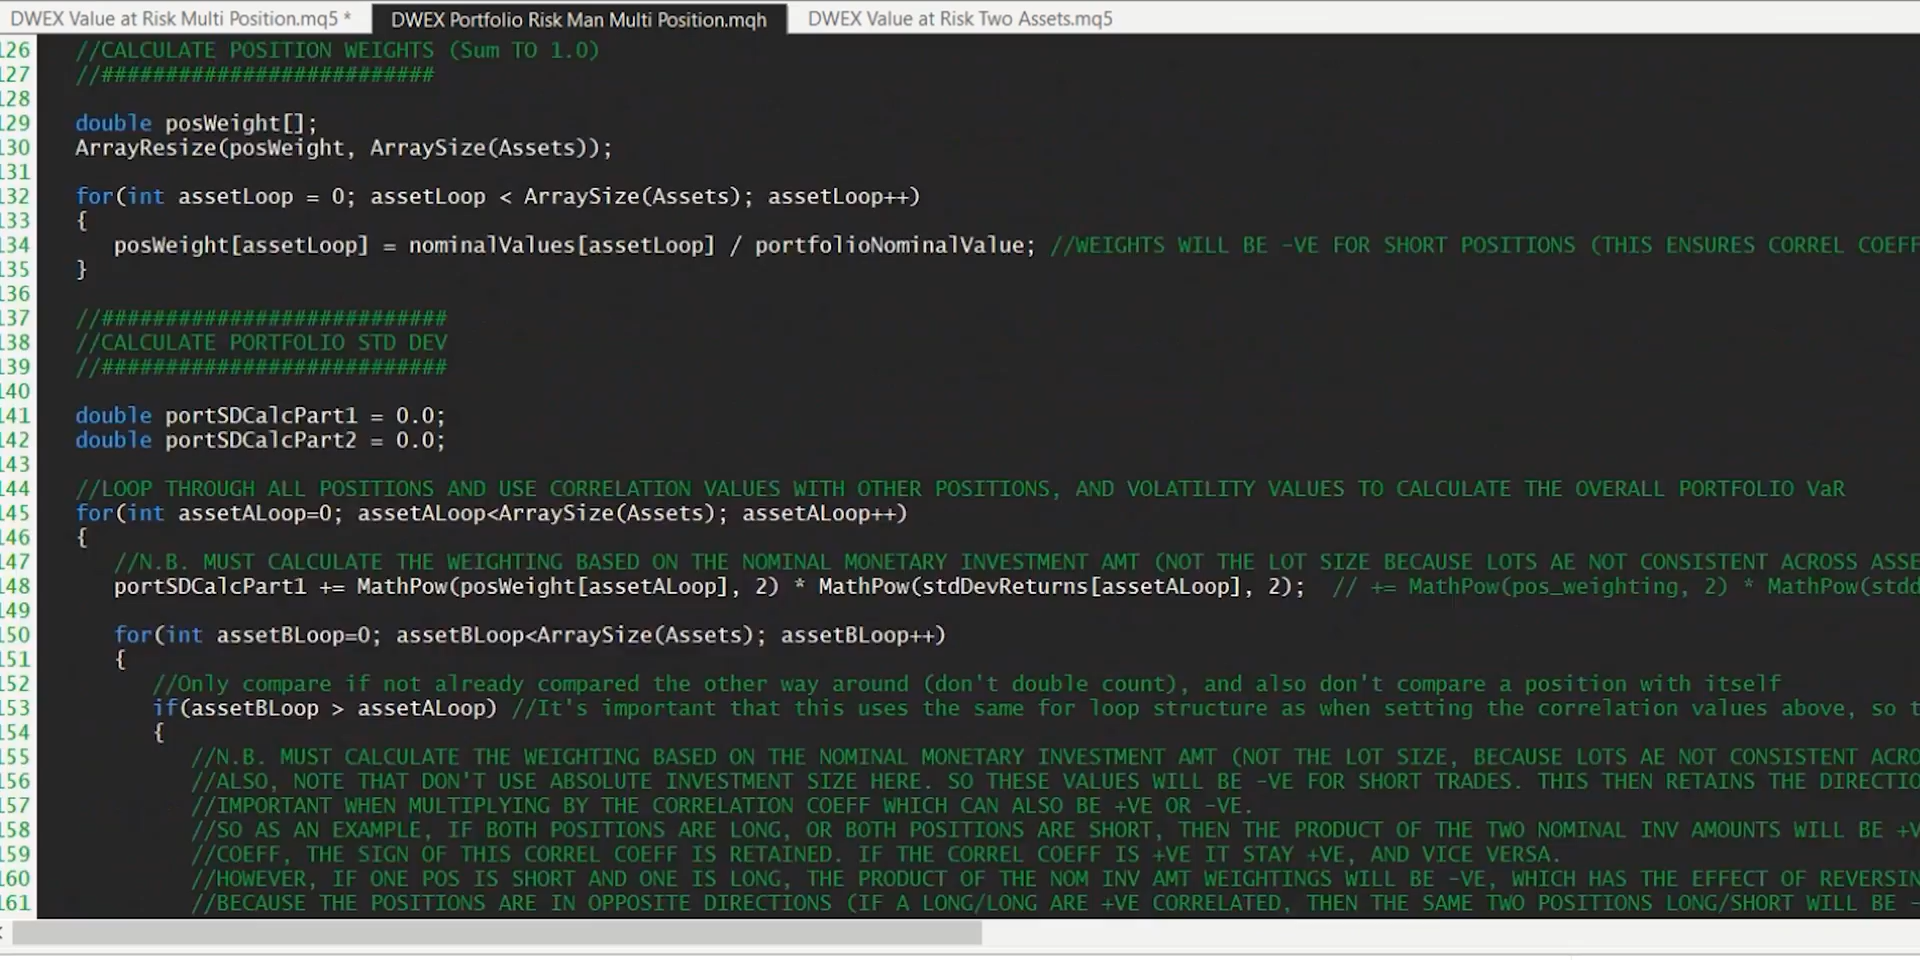 DWEX Value at Risk Multi Position.mq5 * DWEX Portfolio Risk Man Multi Position.mqh DWEX Value at Risk Two Assets.mq5
126 //CALCULATE POSITION WEIGHTS (Sum TO 1.0)
127 //##########################
128
129 double posWeight[];
130 ArrayResize(posWeight, ArraySize(Assets));
131
132 for(int assetLoop = 0; assetLoop < ArraySize(Assets); assetLoop++)
133 {
134 posWeight[assetLoop] = nominalValues[assetLoop] / portfolioNominalValue; //WEIGHTS WILL BE -VE FOR SHORT POSITIONS (THIS ENSURES CORREL COEFF
135 }
136
137 //###########################
138 //CALCULATE PORTFOLIO STD DEV
139 //###########################
140
141 double portSDCalcPart1 = 0.0;
142 double portSDCalcPart2 = 0.0;
143
144 //LOOP THROUGH ALL POSITIONS AND USE CORRELATION VALUES WITH OTHER POSITIONS, AND VOLATILITY VALUES TO CALCULATE THE OVERALL PORTFOLIO VaR
145 for(int assetALoop=0; assetALoop<ArraySize(Assets); assetALoop++)
146 {
147 //N.B. MUST CALCULATE THE WEIGHTING BASED ON THE NOMINAL MONETARY INVESTMENT AMT (NOT THE LOT SIZE BECAUSE LOTS AE NOT CONSISTENT ACROSS ASSE
148 portSDCalcPart1 += MathPow(posWeight[assetALoop], 2) * MathPow(stdDevReturns[assetALoop], 2); // += MathPow(pos_weighting, 2) * MathPow(stdd
149
150 for(int assetBLoop=0; assetBLoop<ArraySize(Assets); assetBLoop++)
151 {
152 //Only compare if not already compared the other way around (don't double count), and also don't compare a position with itself
153 if(assetBLoop > assetALoop) //It's important that this uses the same for loop structure as when setting the correlation values above, so t
154 {
155 //N.B. MUST CALCULATE THE WEIGHTING BASED ON THE NOMINAL MONETARY INVESTMENT AMT (NOT THE LOT SIZE, BECAUSE LOTS AE NOT CONSISTENT ACRO
156 //ALSO, NOTE THAT DON'T USE ABSOLUTE INVESTMENT SIZE HERE. SO THESE VALUES WILL BE -VE FOR SHORT TRADES. THIS THEN RETAINS THE DIRECTIO
157 //IMPORTANT WHEN MULTIPLYING BY THE CORRELATION COEFF WHICH CAN ALSO BE +VE OR -VE.
158 //SO AS AN EXAMPLE, IF BOTH POSITIONS ARE LONG, OR BOTH POSITIONS ARE SHORT, THEN THE PRODUCT OF THE TWO NOMINAL INV AMOUNTS WILL BE +V
159 //COEFF, THE SIGN OF THIS CORREL COEFF IS RETAINED. IF THE CORREL COEFF IS +VE IT STAY +VE, AND VICE VERSA.
160 //HOWEVER, IF ONE POS IS SHORT AND ONE IS LONG, THE PRODUCT OF THE NOM INV AMT WEIGHTINGS WILL BE -VE, WHICH HAS THE EFFECT OF REVERSIN
161 //BECAUSE THE POSITIONS ARE IN OPPOSITE DIRECTIONS (IF A LONG/LONG ARE +VE CORRELATED, THEN THE SAME TWO POSITIONS LONG/SHORT WILL BE -